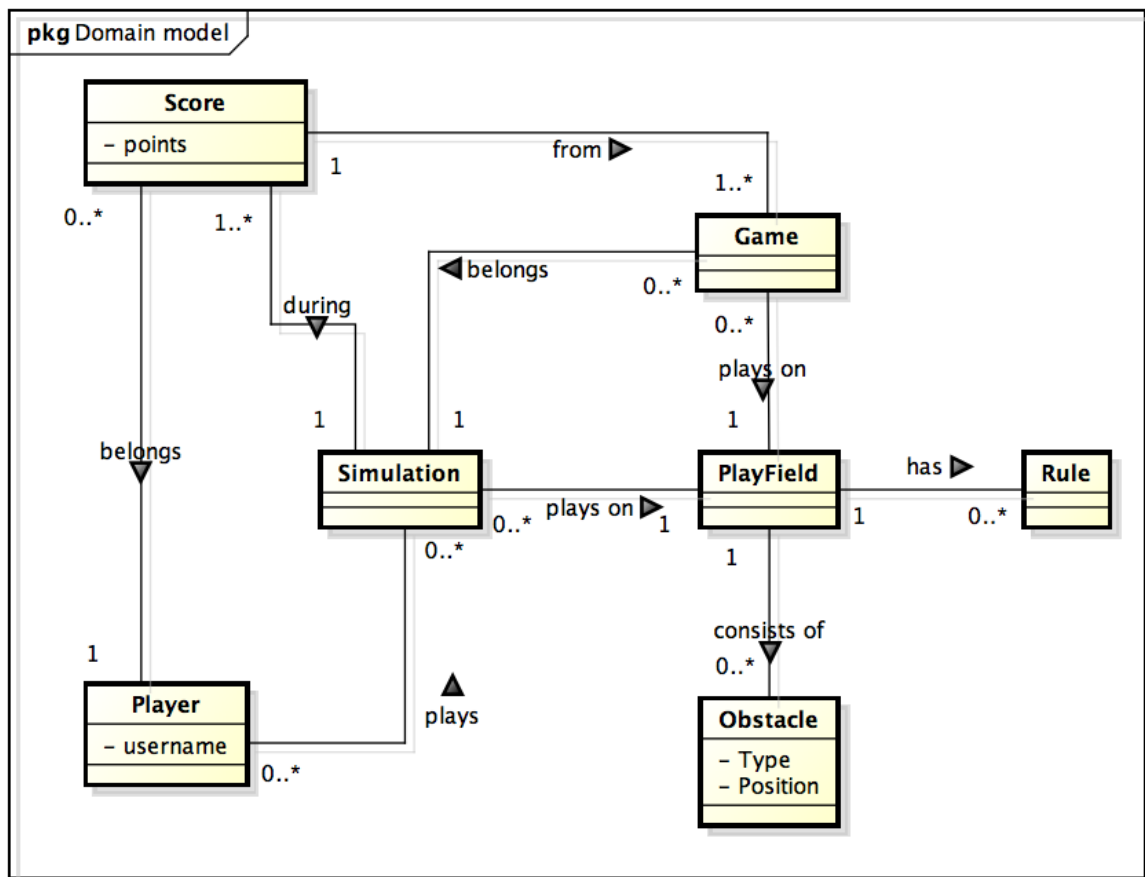 pkg Domain model
Score
- points
from
1
1..*
0..*
1..*
Game
belongs
0..*
during
0..*
plays on
1
1
1
belongs
Simulation
PlayField
has
Rule
plays on
0..*
1
1
0..*
0..*
1
consists of
0..*
1
Player
- username
plays
0..*
Obstacle
- Type
- Position